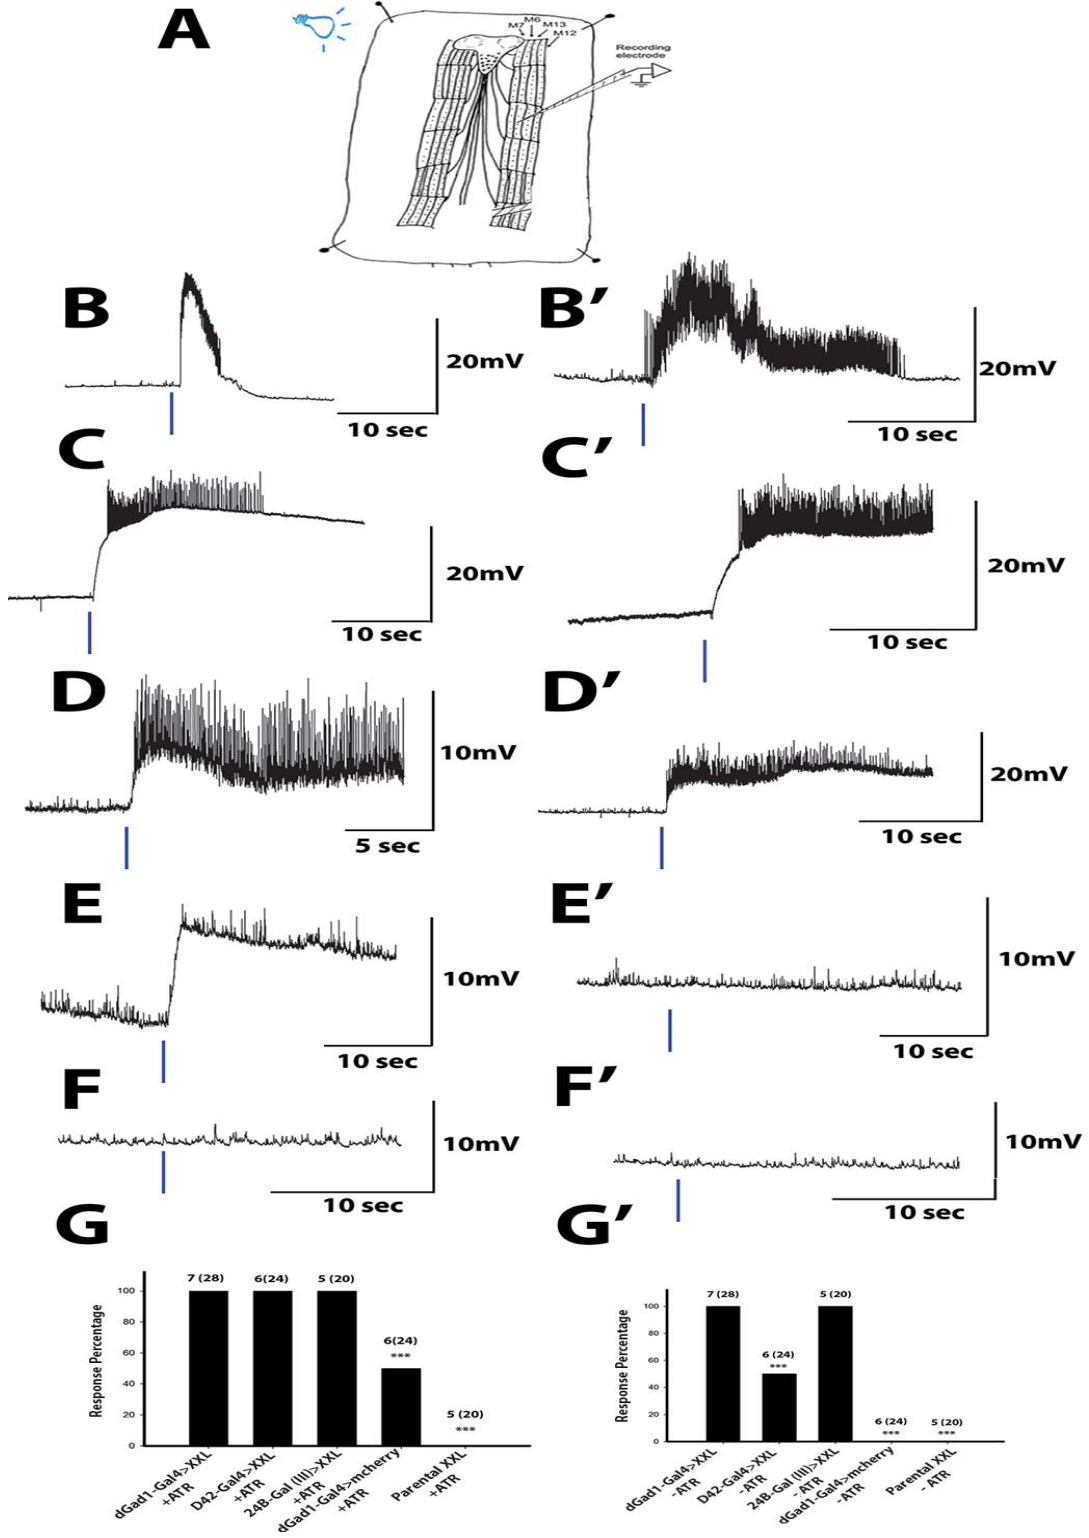 A
M6
M7
M13
M12
Recording
electrode
B
20mV
10 sec
B′
20mV
10 sec
C
20mV
10 sec
C′
20mV
10 sec
D
10mV
5 sec
D′
20mV
10 sec
E
10mV
10 sec
E′
10mV
10 sec
F
10mV
10 sec
F′
10mV
10 sec
G
Response Percentage
100
80
60
40
20
0
7 (28)
6(24)
5 (20)
6(24)
***
5 (20)
***
dGad1-Gal4>XXL
+ATR
D42-Gal4>XXL
+ATR
24B-Gal (III)>XXL
+ATR
dGad1-Gal4>mcherry
+ATR
Parental XXL
+ATR
G′
Response Percentage
100
80
60
40
20
0
7 (28)
6 (24)
***
5 (20)
6 (24)
***
5 (20)
***
dGad1-Gal4>XXL
-ATR
D42-Gal4>XXL
-ATR
24B-Gal (III)>XXL
-ATR
dGad1-Gal4>mcherry
-ATR
Parental XXL
- ATR